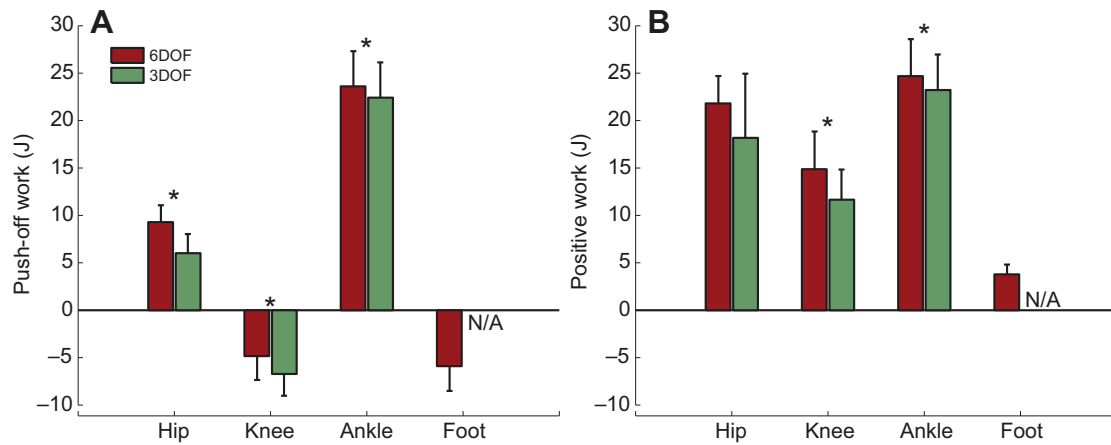 A
6DOF
3DOF
Push-off work (J)
30
25
20
15
10
5
0
–5
–10
*
*
*
N/A
Hip Knee Ankle Foot
B
Positive work (J)
30
25
20
15
10
5
0
–5
–10
*
*
N/A
Hip Knee Ankle Foot